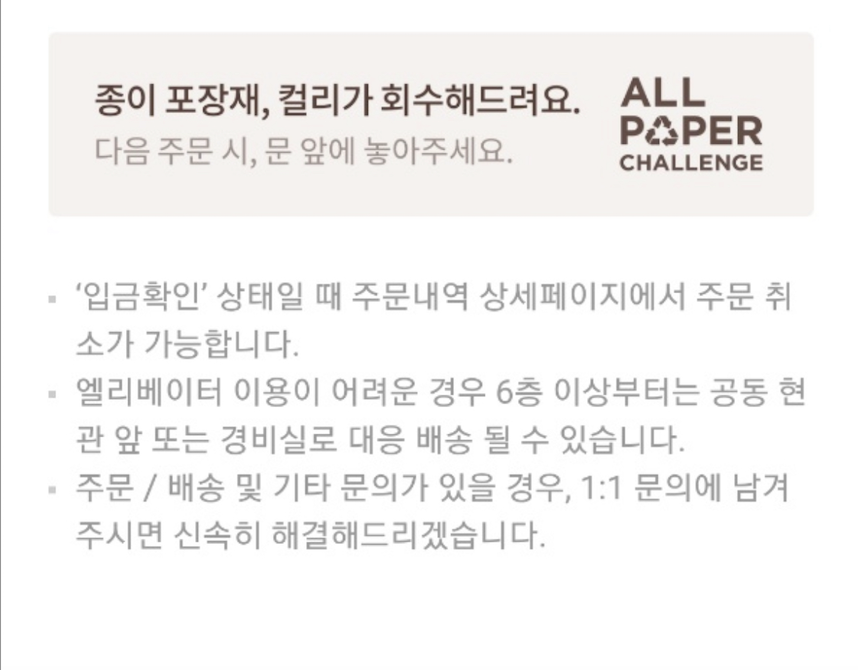 종이 포장재, 컬리가 회수해드려요.
다음 주문 시, 문 앞에 놓아주세요.
ALL
PAPER
CHALLENGE
‘입금확인’ 상태일 때 주문내역 상세페이지에서 주문 취
소가 가능합니다.
엘리베이터 이용이 어려운 경우 6층 이상부터는 공동 현
관 앞 또는 경비실로 대응 배송 될 수 있습니다.
주문 / 배송 및 기타 문의가 있을 경우, 1:1 문의에 남겨
주시면 신속히 해결해드리겠습니다.